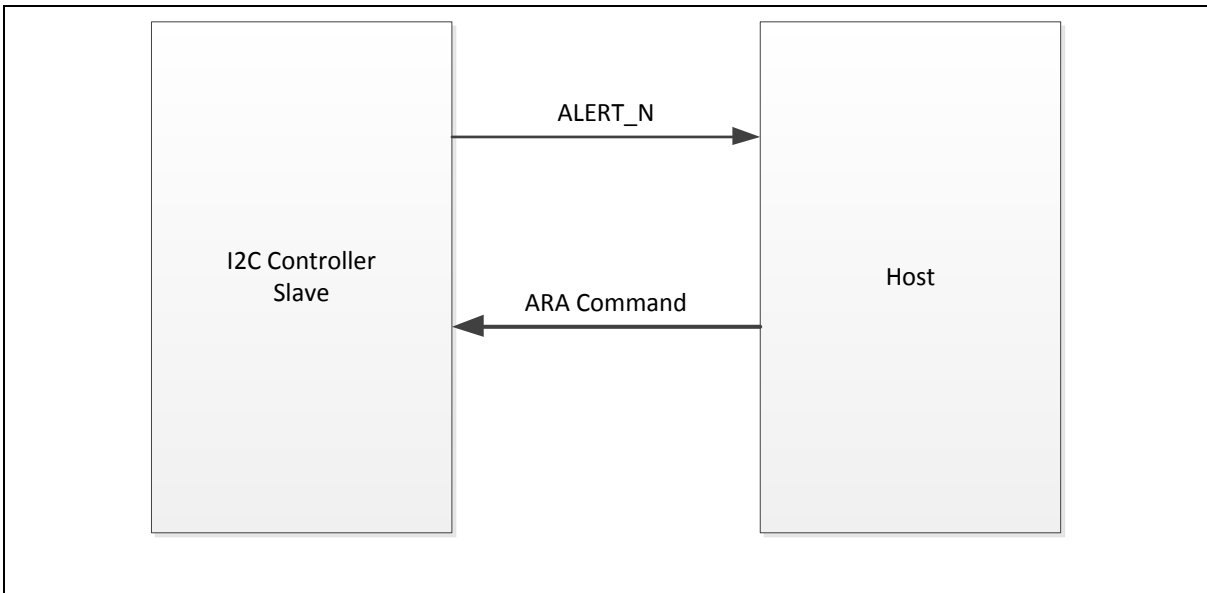 ALERT_N
I2C Controller
Slave
Host
ARA Command